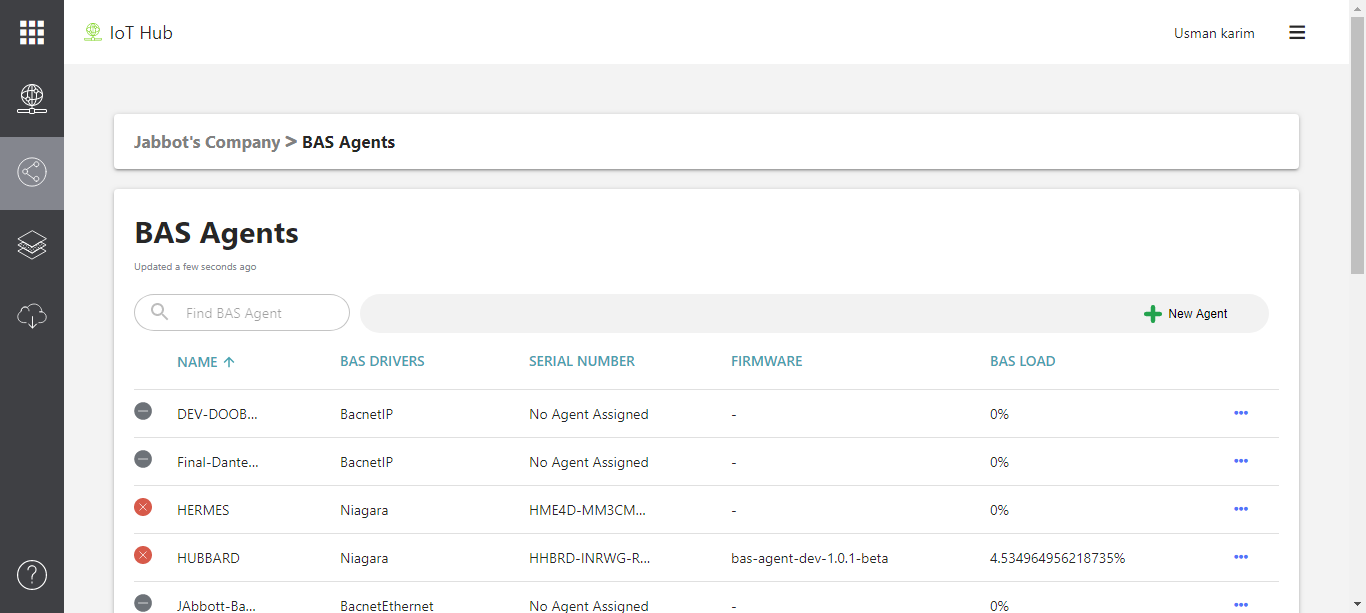 IoT Hub
Usman karim
Jabbot's Company > BAS Agents
BAS Agents
Updated a few seconds ago
Find BAS Agent
New Agent
NAME BAS DRIVERS SERIAL NUMBER FIRMWARE BAS LOAD
DEV-DOOB... BacnetIP No Agent Assigned - 0%
Final-Dante... BacnetIP No Agent Assigned - 0%
HERMES Niagara HME4D-MM3CM... - 0%
HUBBARD Niagara HHBRD-INRWG-R... bas-agent-dev-1.0.1-beta 4.534964956218735%
JAbbott-Ba... BacnetEthernet No Agent Assigned - 0%